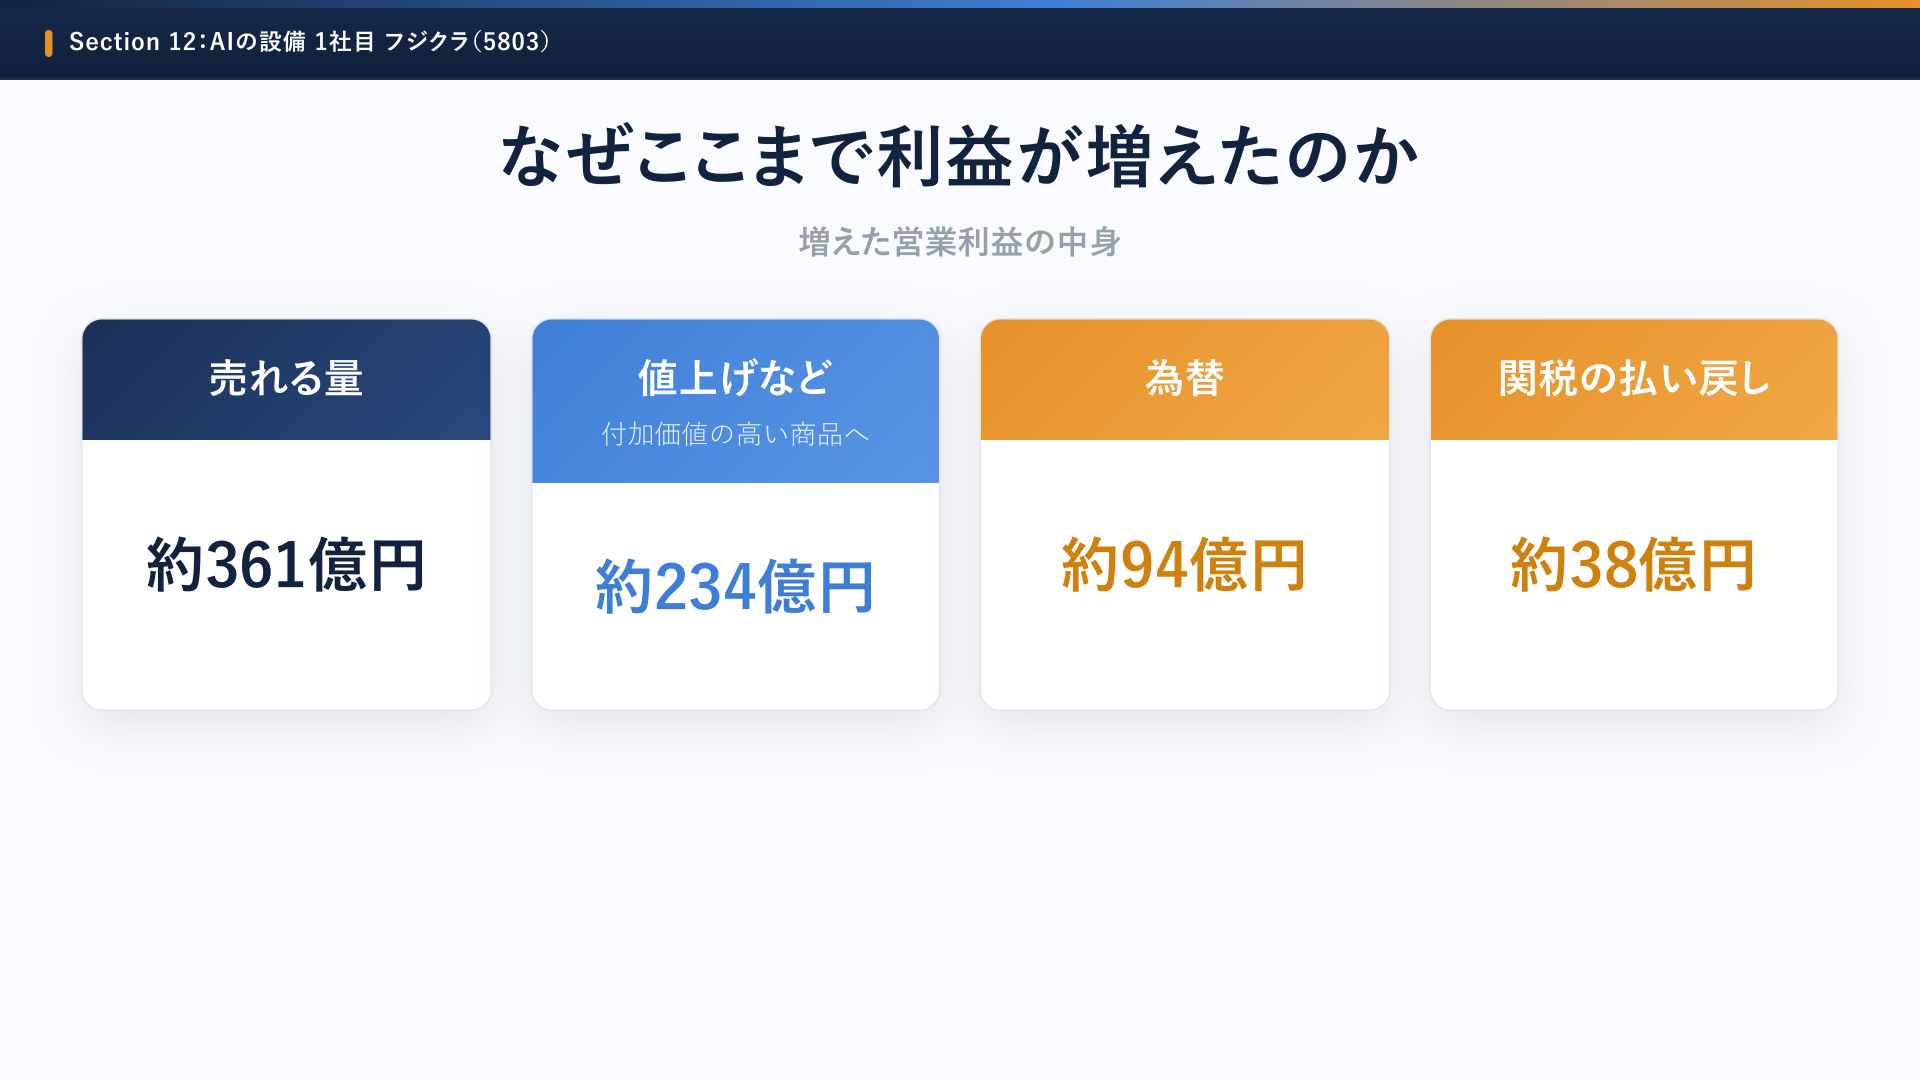 Section 12:AIの設備 1社目 フジクラ(5803)
なぜここまで利益が増えたのか
増えた営業利益の中身
売れる量
約361億円
値上げなど
付加価値の高い商品へ
約234億円
為替
約94億円
関税の払い戻し
約38億円